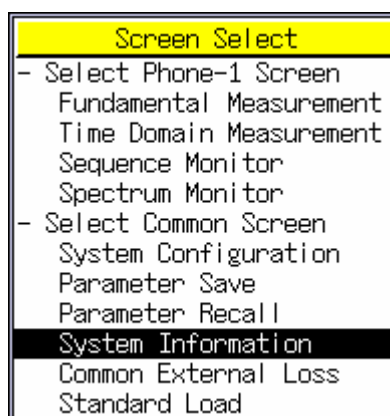 Screen Select
- Select Phone-1 Screen
Fundamental Measurement
Time Domain Measurement
Sequence Monitor
Spectrum Monitor
- Select Common Screen
System Configuration
Parameter Save
Parameter Recall
System Information
Common External Loss
Standard Load